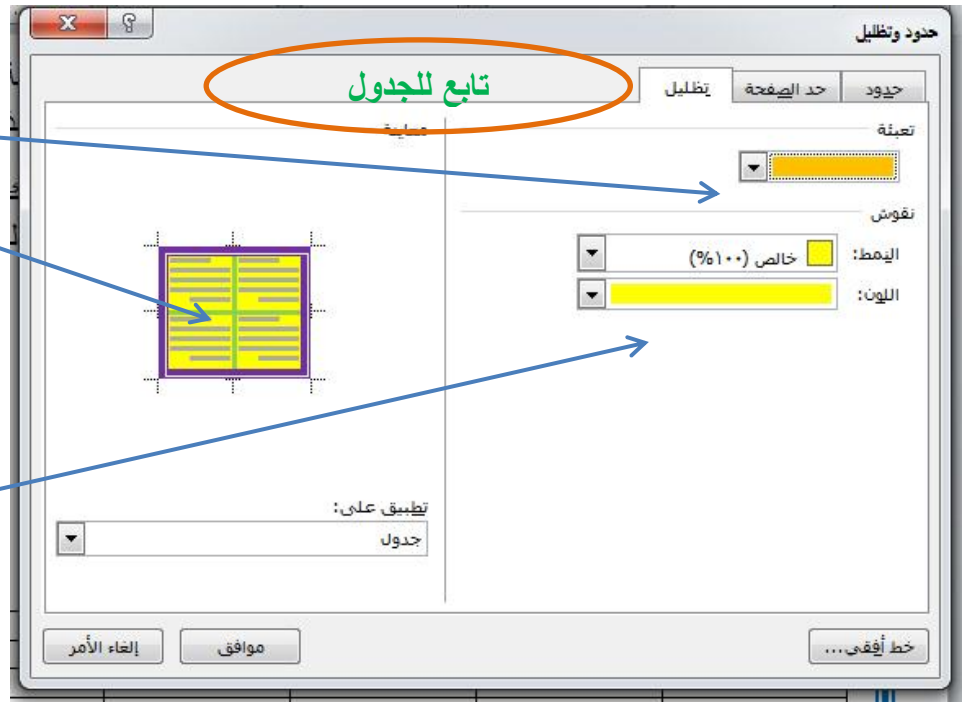 حدود وتظليل
حدود
حد الصفحة
تظليل
تابع للجدول
تعبئة
معاينة
نقوش
النمط:
خالص (١٠٠%)
اللون:
تطبيق على:
جدول
خط أفقي...
موافق
إلغاء الأمر